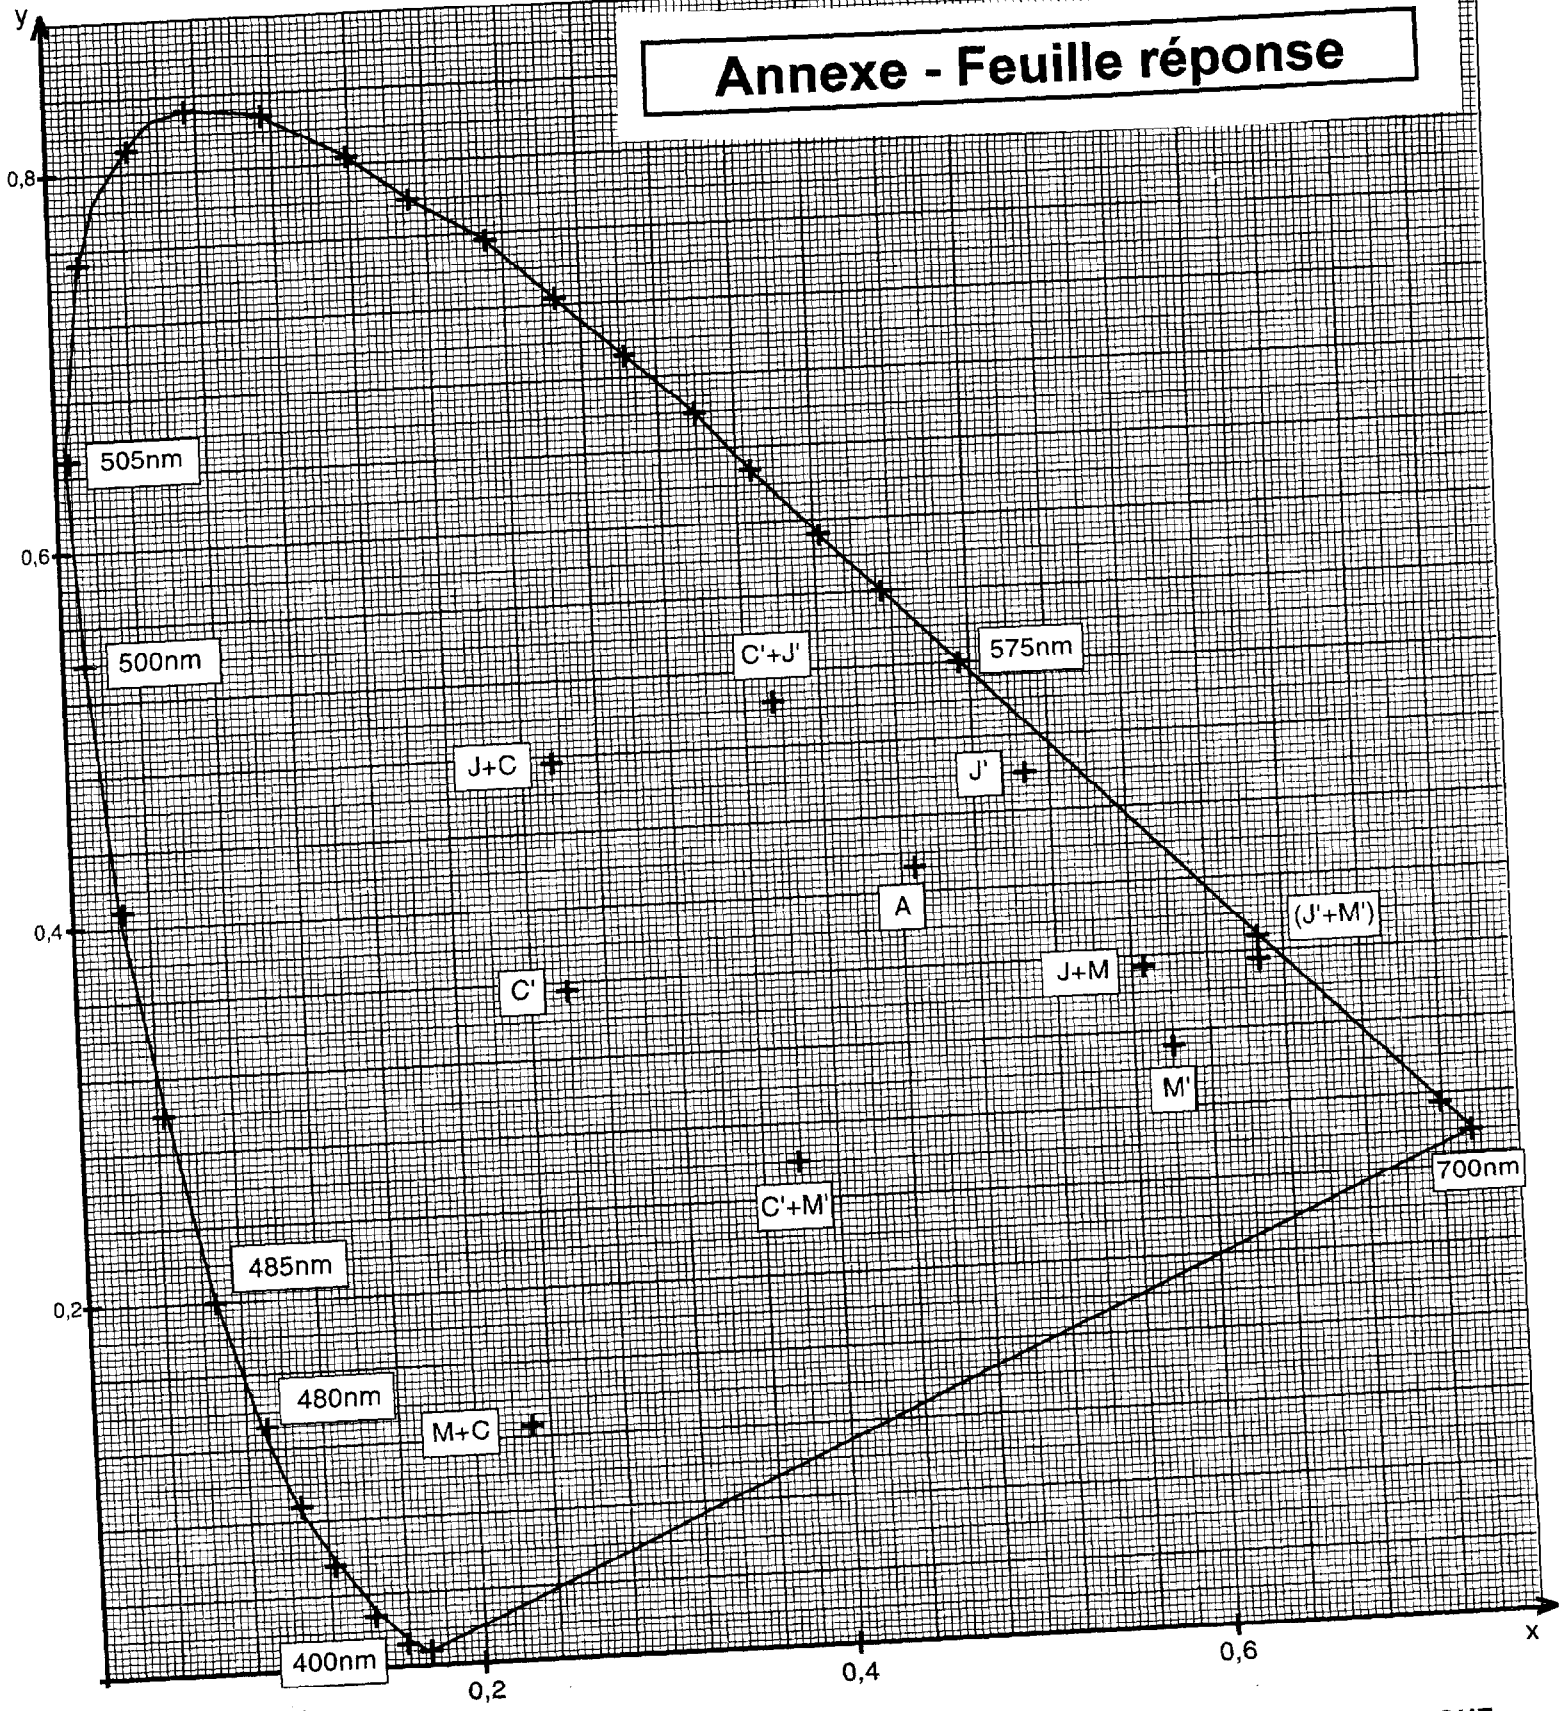 y
Annexe - Feuille réponse
0,8
505nm
0,6
500nm
C'+J'
575nm
J+C
J'
A
(J'+M')
0,4
J+M
C'
M'
700nm
C'+M'
485nm
0,2
480nm
M+C
400nm
0,2
0,4
0,6
x